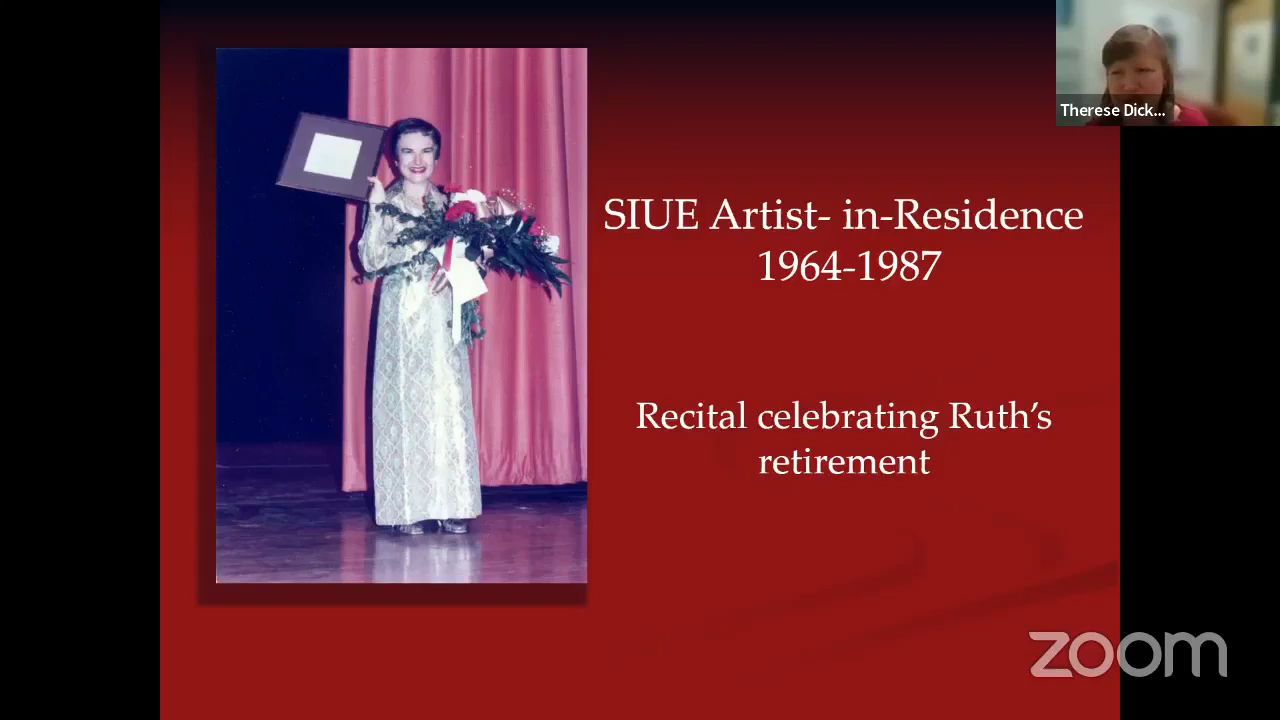 Therese Dick...
SIUE Artist- in-Residence
1964-1987
Recital celebrating Ruth’s
retirement
zoom